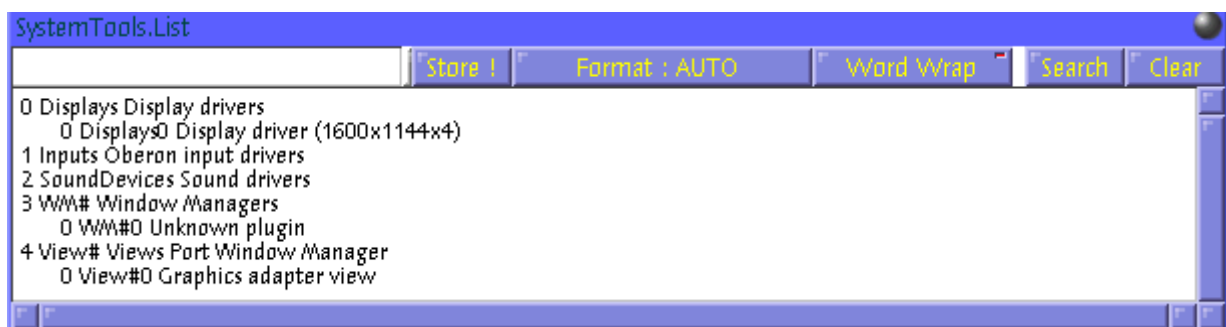 SystemTools.List
Store ! Format : AUTO Word Wrap Search Clear
0 Displays Display drivers
0 Displays0 Display driver (1600x1144x4)
1 Inputs Oberon input drivers
2 SoundDevices Sound drivers
3 WM# Window Managers
0 WM#0 Unknown plugin
4 View# Views Port Window Manager
0 View#0 Graphics adapter view